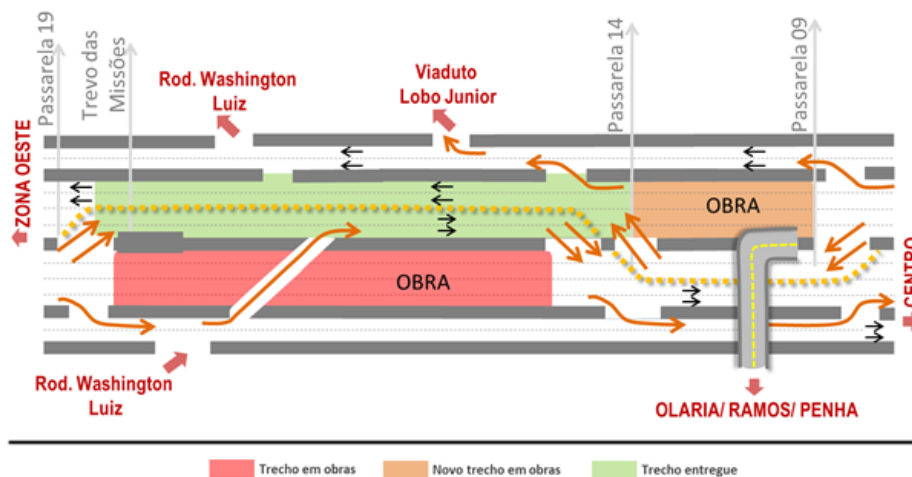 Passarela 19
Trevo das
Missões
Rod. Washington
Luiz
Viaduto
Lobo Junior
Passarela 14
Passarela 09
ZONA OESTE
OBRA
OBRA
CENTRO
Rod. Washington
Luiz
OLARIA/ RAMOS/ PENHA
Trecho em obras
Novo trecho em obras
Trecho entregue